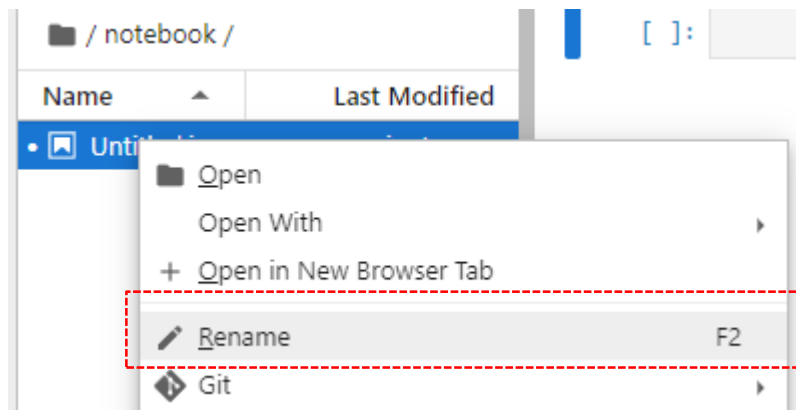 / notebook /
[ ]:
Name Last Modified
Open
Open With
+ Open in New Browser Tab
Rename F2
Git